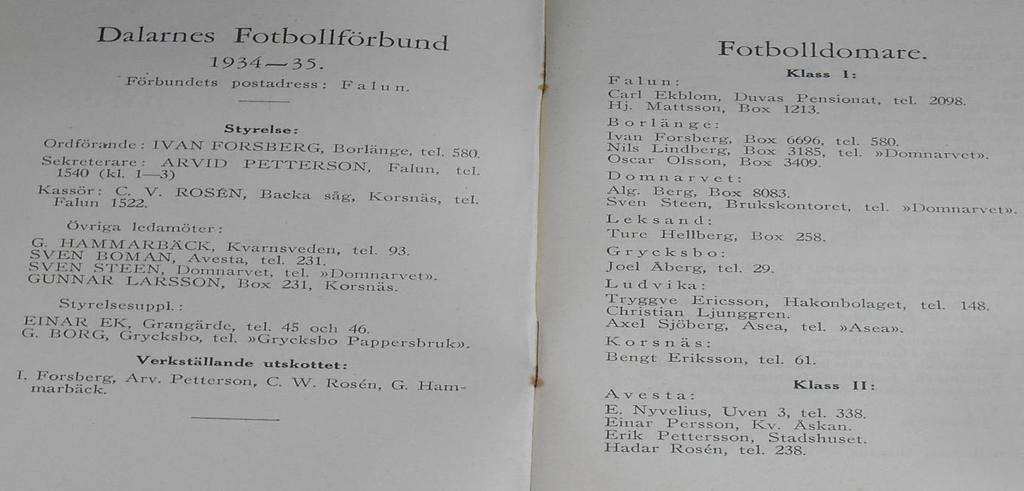 Dalarnes Fotbollförbund
1934—35.
Förbundets postadress: Falun.
Styrelse:
Ordförande: IVAN FORSBERG, Borlänge, tel. 580.
Sekreterare: ARVID PETTERSON, Falun, tel.
1540 (kl. 1—3)
Kassör: C. V. ROSÉN, Backa såg, Korsnäs, tel.
Falun 1522.
Övriga ledamöter:
G. HAMMARBÄCK, Kvarnsveden, tel. 93.
SVEN BOMAN, Avesta, tel. 231.
SVEN STEEN, Domnarvet, tel. »Domnarvet».
GUNNAR LARSSON, Box 231, Korsnäs.
Styrelsesuppl.:
EINAR EK, Grangärde, tel. 45 och 46.
G. BORG, Grycksbo, tel. »Grycksbo Pappersbruk».
Verkställande utskottet:
I. Forsberg, Arv. Petterson, C. W. Rosén, G. Ham-
marbäck.
Fotbolldomare.
Klass I:
Falun:
Carl Ekblom, Duvas Pensionat, tel. 2098.
Hj. Mattsson, Box 1213.
Borlänge:
Ivan Forsberg, Box 6696, tel. 580.
Nils Lindberg, Box 3185, tel. »Domnarvet».
Oscar Olsson, Box 3409.
Domnarvet:
Alg. Berg, Box 8083.
Sven Steen, Brukskontoret, tel. »Domnarvet».
Leksand:
Ture Hellberg, Box 258.
Grycksbo:
Joel Åberg, tel. 29.
Ludvika:
Tryggve Ericsson, Hakonbolaget, tel. 148.
Christian Ljunggren.
Axel Sjöberg, Asea, tel. »Asea».
Korsnäs:
Bengt Eriksson, tel. 61.
Klass II:
Avesta:
E. Nyvelius, Uven 3, tel. 338.
Einar Persson, Kv. Åskan.
Erik Pettersson, Stadshuset.
Hadar Rosén, tel. 238.